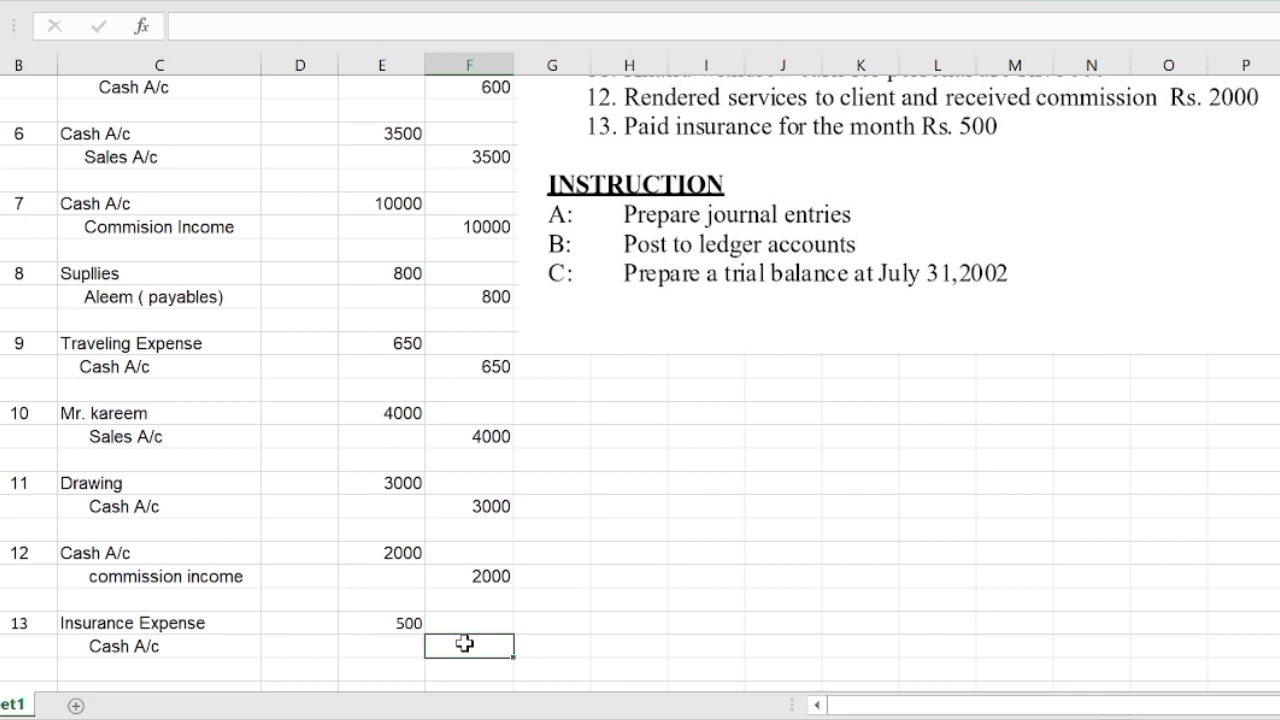 fx
B C D E F G H I J K L M N O P
Cash A/c 600
6 Cash A/c 3500
Sales A/c 3500
7 Cash A/c 10000
Commision Income 10000
8 Supllies 800
Aleem ( payables) 800
9 Traveling Expense 650
Cash A/c 650
10 Mr. kareem 4000
Sales A/c 4000
11 Drawing 3000
Cash A/c 3000
12 Cash A/c 2000
commission income 2000
13 Insurance Expense 500
Cash A/c
12. Rendered services to client and received commission Rs. 2000
13. Paid insurance for the month Rs. 500
INSTRUCTION
A: Prepare journal entries
B: Post to ledger accounts
C: Prepare a trial balance at July 31,2002
et1